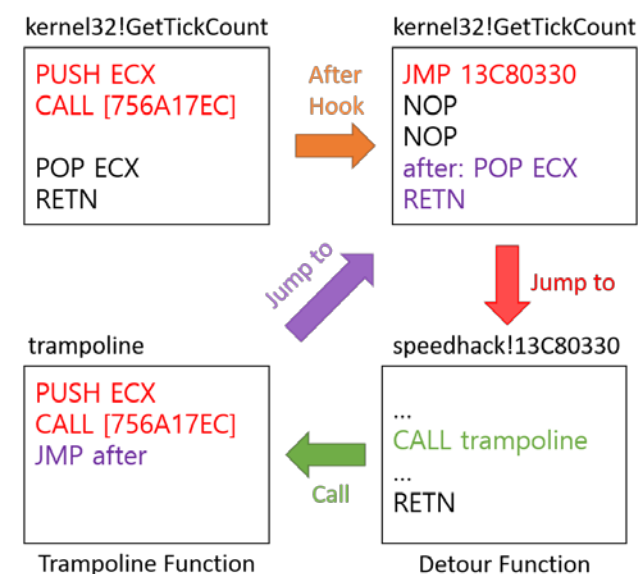 kernel32!GetTickCount
PUSH ECX
CALL [756A17EC]
POP ECX
RETN
After
Hook
kernel32!GetTickCount
JMP 13C80330
NOP
NOP
after: POP ECX
RETN
Jump to
Jump to
trampoline
PUSH ECX
CALL [756A17EC]
JMP after
Trampoline Function
Call
speedhack!13C80330
...
CALL trampoline
...
RETN
Detour Function